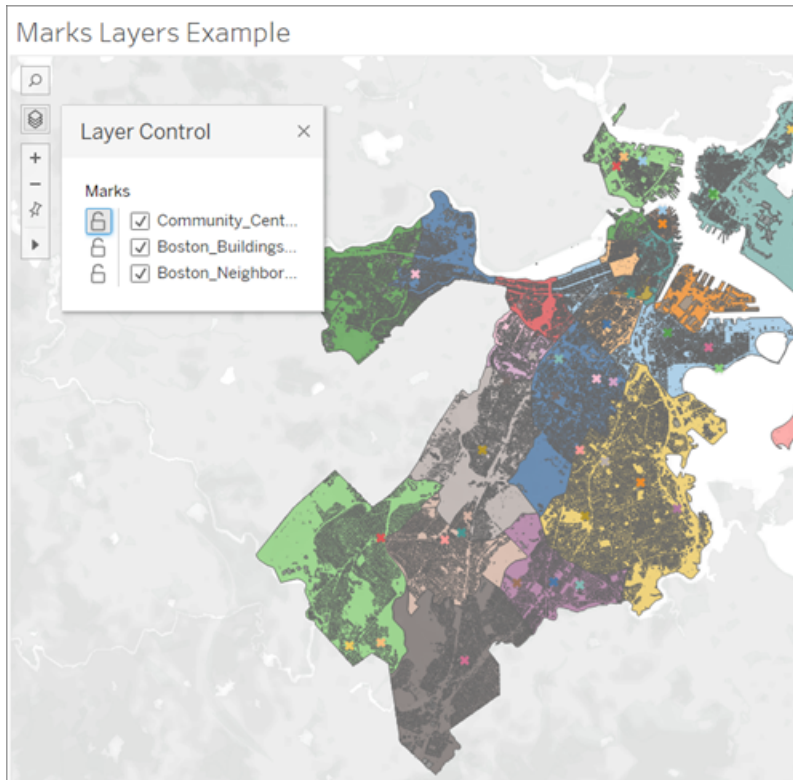 Marks Layers Example
Layer Control
Marks
Community_Cent...
Boston_Buildings...
Boston_Neighbor...